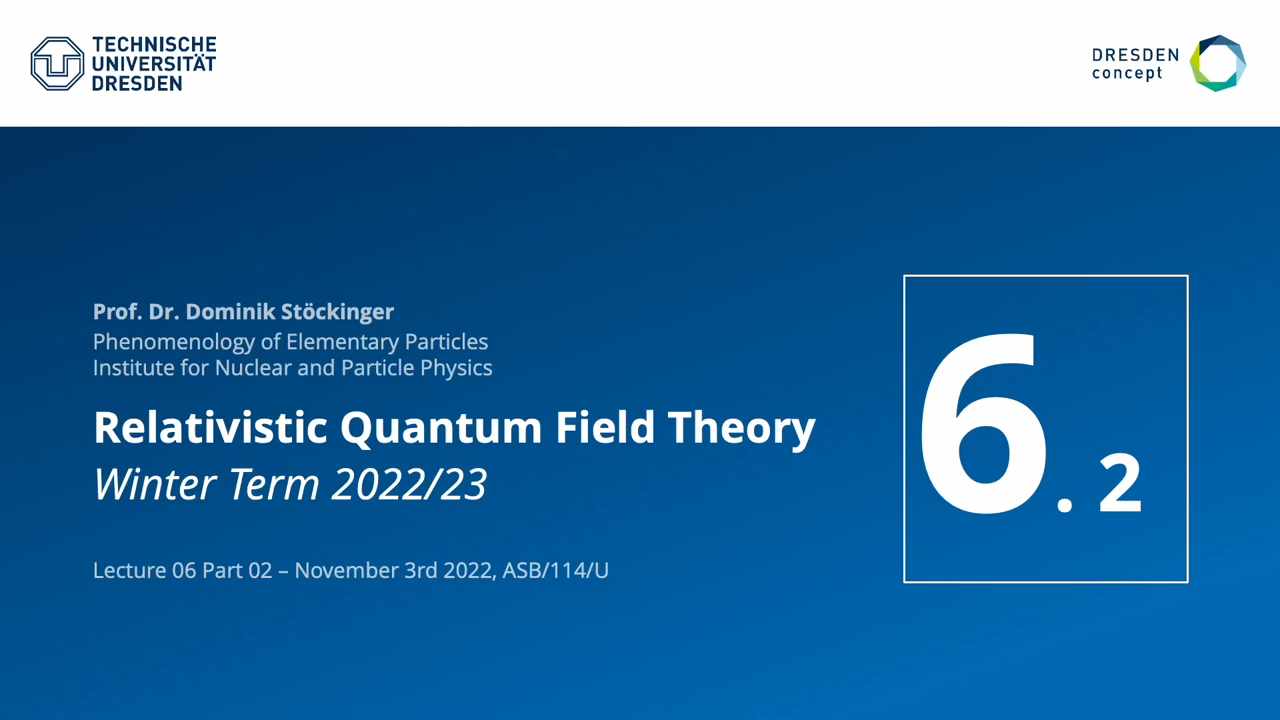 TECHNISCHE
UNIVERSITÄT
DRESDEN
DRESDEN
concept
Prof. Dr. Dominik Stöckinger
Phenomenology of Elementary Particles
Institute for Nuclear and Particle Physics
Relativistic Quantum Field Theory
Winter Term 2022/23
Lecture 06 Part 02 – November 3rd 2022, ASB/114/U
6. 2